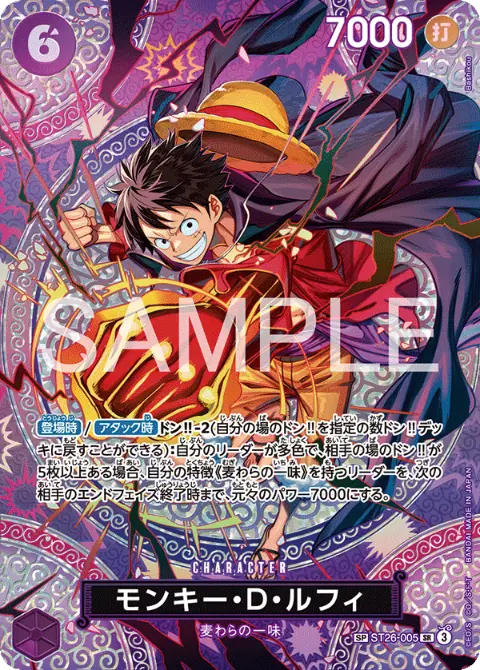 6
7000
打
Bashikou
SAMPLE
登場時 / アタック時 ドン!!-2(自分の場のドン!!を指定の数ドン!!デッ
キに戻すことができる):自分のリーダーが多色で、相手の場のドン!!が
5枚以上ある場合、自分の特徴《麦わらの一味》を持つリーダーを、次の
相手のエンドフェイズ終了時まで、元々のパワー7000にする。
CHARACTER
モンキー・D・ルフィ
麦わらの一味
SP ST26-005 SR 3
BANDAI MADE IN JAPAN